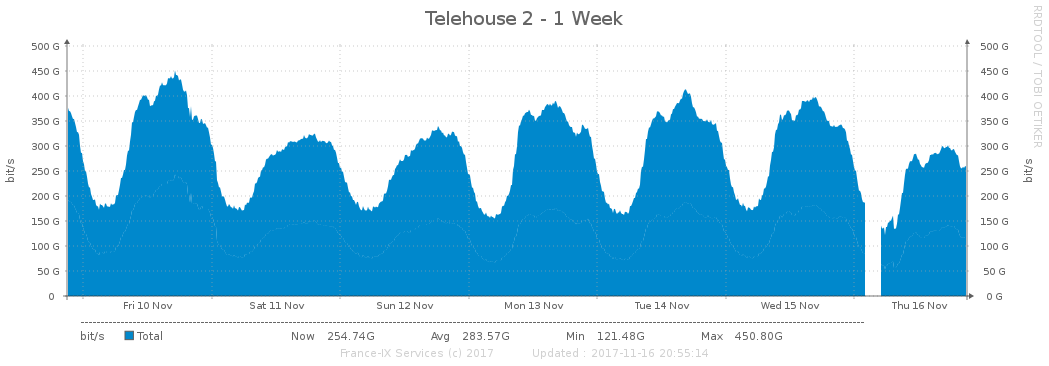 Telehouse 2 - 1 Week
RRDTOOL / TOBI OETIKER
500 G 500 G
450 G 450 G
400 G 400 G
350 G 350 G
300 G 300 G
250 G 250 G
200 G 200 G
150 G 150 G
100 G 100 G
50 G 50 G
0 0 G
bit/s bit/s
Fri 10 Nov Sat 11 Nov Sun 12 Nov Mon 13 Nov Tue 14 Nov Wed 15 Nov Thu 16 Nov
bit/s Total Now 254.74G Avg 283.57G Min 121.48G Max 450.80G
France-IX Services (c) 2017 Updated : 2017-11-16 20:55:14